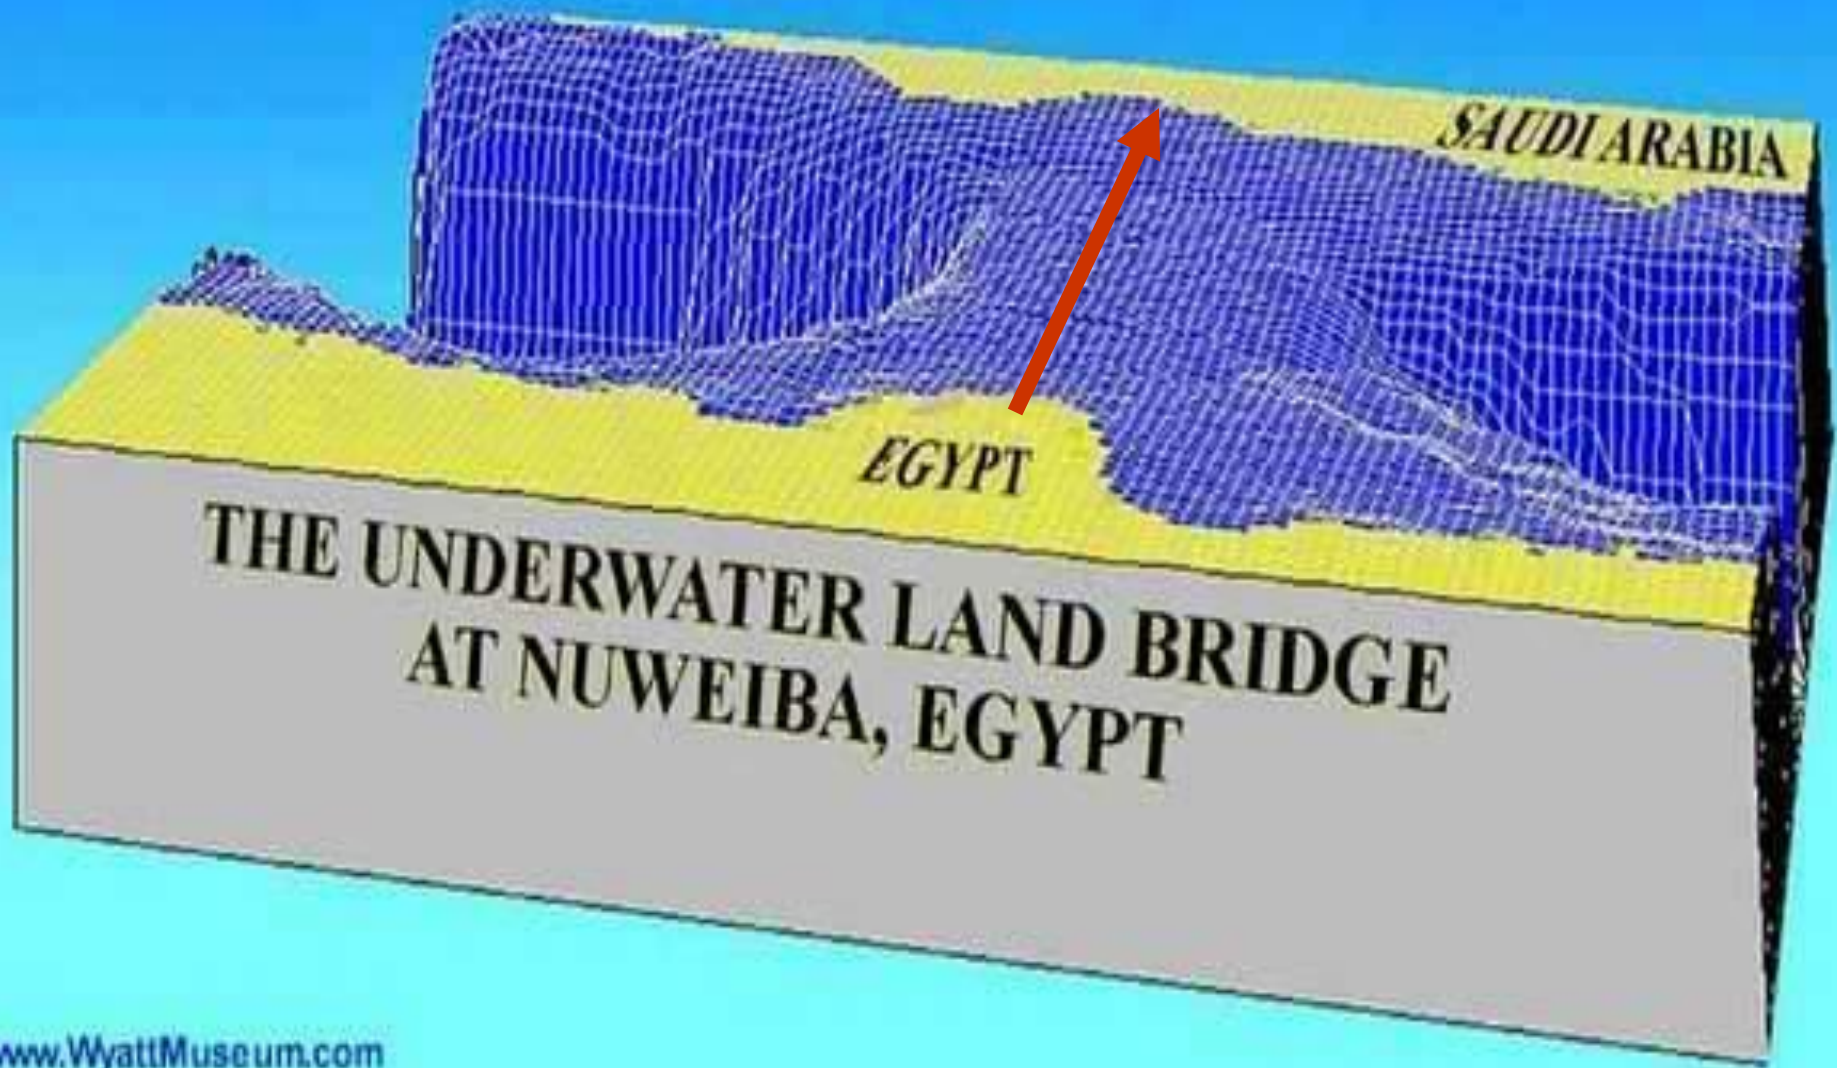 SAUDI ARABIA
EGYPT
THE UNDERWATER LAND BRIDGE
AT NUWEIBA, EGYPT
www.WyattMuseum.com